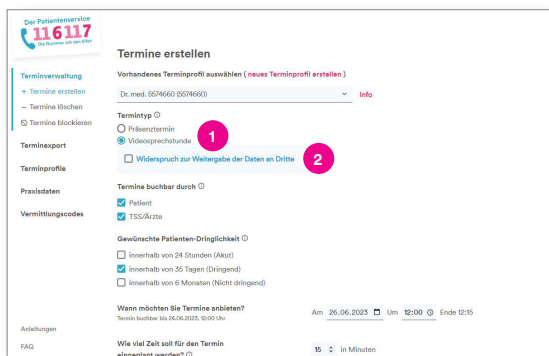 Der Patientenservice
116117
Die Nummer mit den Elfen
Termine erstellen
Terminverwaltung
+ Termine erstellen
– Termine löschen
Termine blockieren
Terminexport
Terminprofile
Praxisdaten
Vermittlungscodes
Anleitungen
FAQ
Vorhandenes Terminprofil auswählen ( neues Terminprofil erstellen )
Dr. med. 5574660 (5574660)
Info
Termintyp
Präsenztermin
Videosprechstunde
1
Widerspruch zur Weitergabe der Daten an Dritte
2
Termine buchbar durch
Patient
TSS/Ärzte
Gewünschte Patienten-Dringlichkeit
innerhalb von 24 Stunden (Akut)
innerhalb von 35 Tagen (Dringend)
innerhalb von 6 Monaten (Nicht dringend)
Wann möchten Sie Termine anbieten?
Termin buchbar bis 24.06.2023, 12:00 Uhr
Am 26.06.2023 Um 12:00 Ende 12:15
Wie viel Zeit soll für den Termin
eingeplant werden?
15 in Minuten